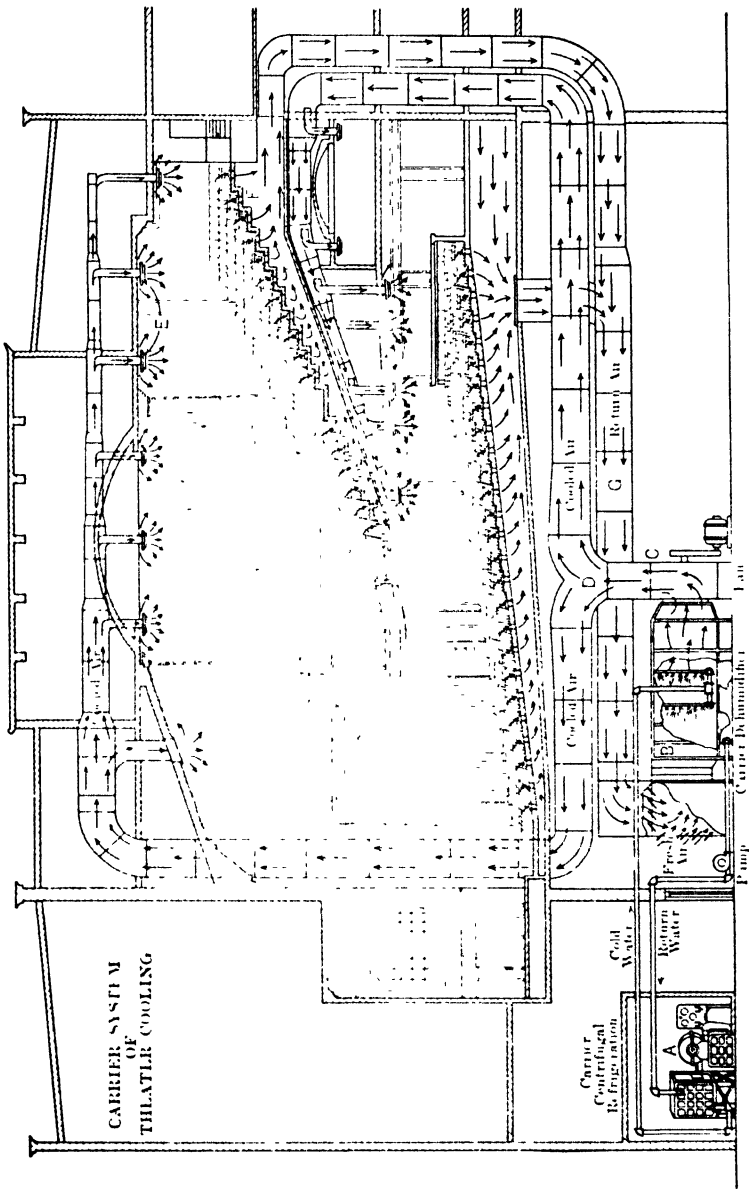 CARRIER SYSTEM
OF
THEATER COOLING
E
Cooled Air
Cooled Air
D
Return Air
G
C
B
Fresh
Air
Cold
Water
Return
Water
Carrier
Centrifugal
Refrigeration
A
Pump
Carrier Dehumidifier
Fan